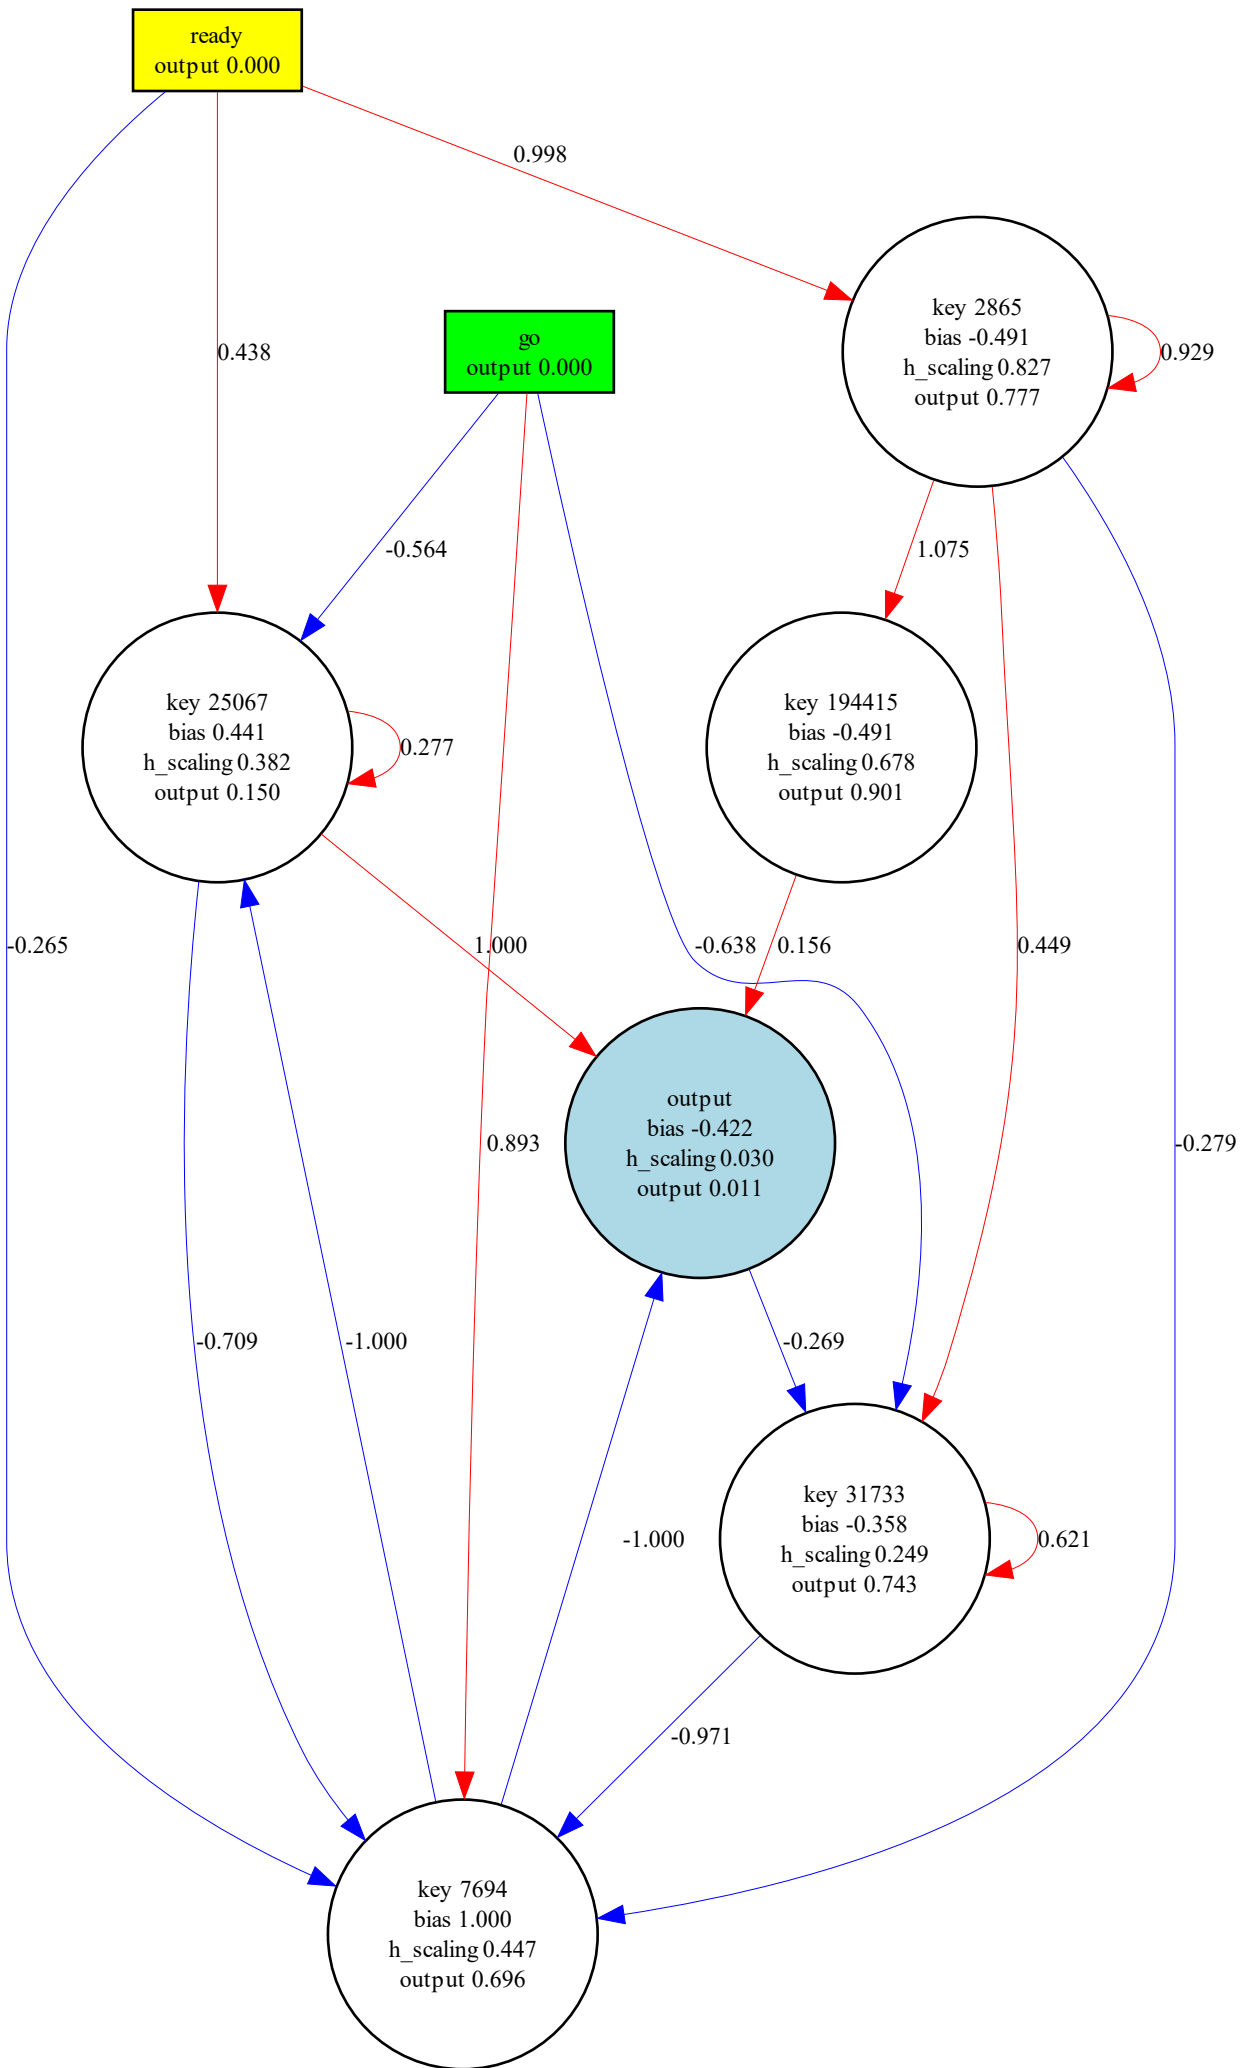 ready
output 0.000
0.998
key 2865
bias -0.491
h_scaling 0.827
output 0.777
0.929
go
output 0.000
0.438
-0.564
1.075
key 25067
bias 0.441
h_scaling 0.382
output 0.150
0.277
key 194415
bias -0.491
h_scaling 0.678
output 0.901
-0.265
1.000
-0.638
0.156
0.449
output
bias -0.422
h_scaling 0.030
output 0.011
0.893
-0.279
-0.709
-1.000
-0.269
key 31733
bias -0.358
h_scaling 0.249
output 0.743
-1.000
0.621
-0.971
key 7694
bias 1.000
h_scaling 0.447
output 0.696